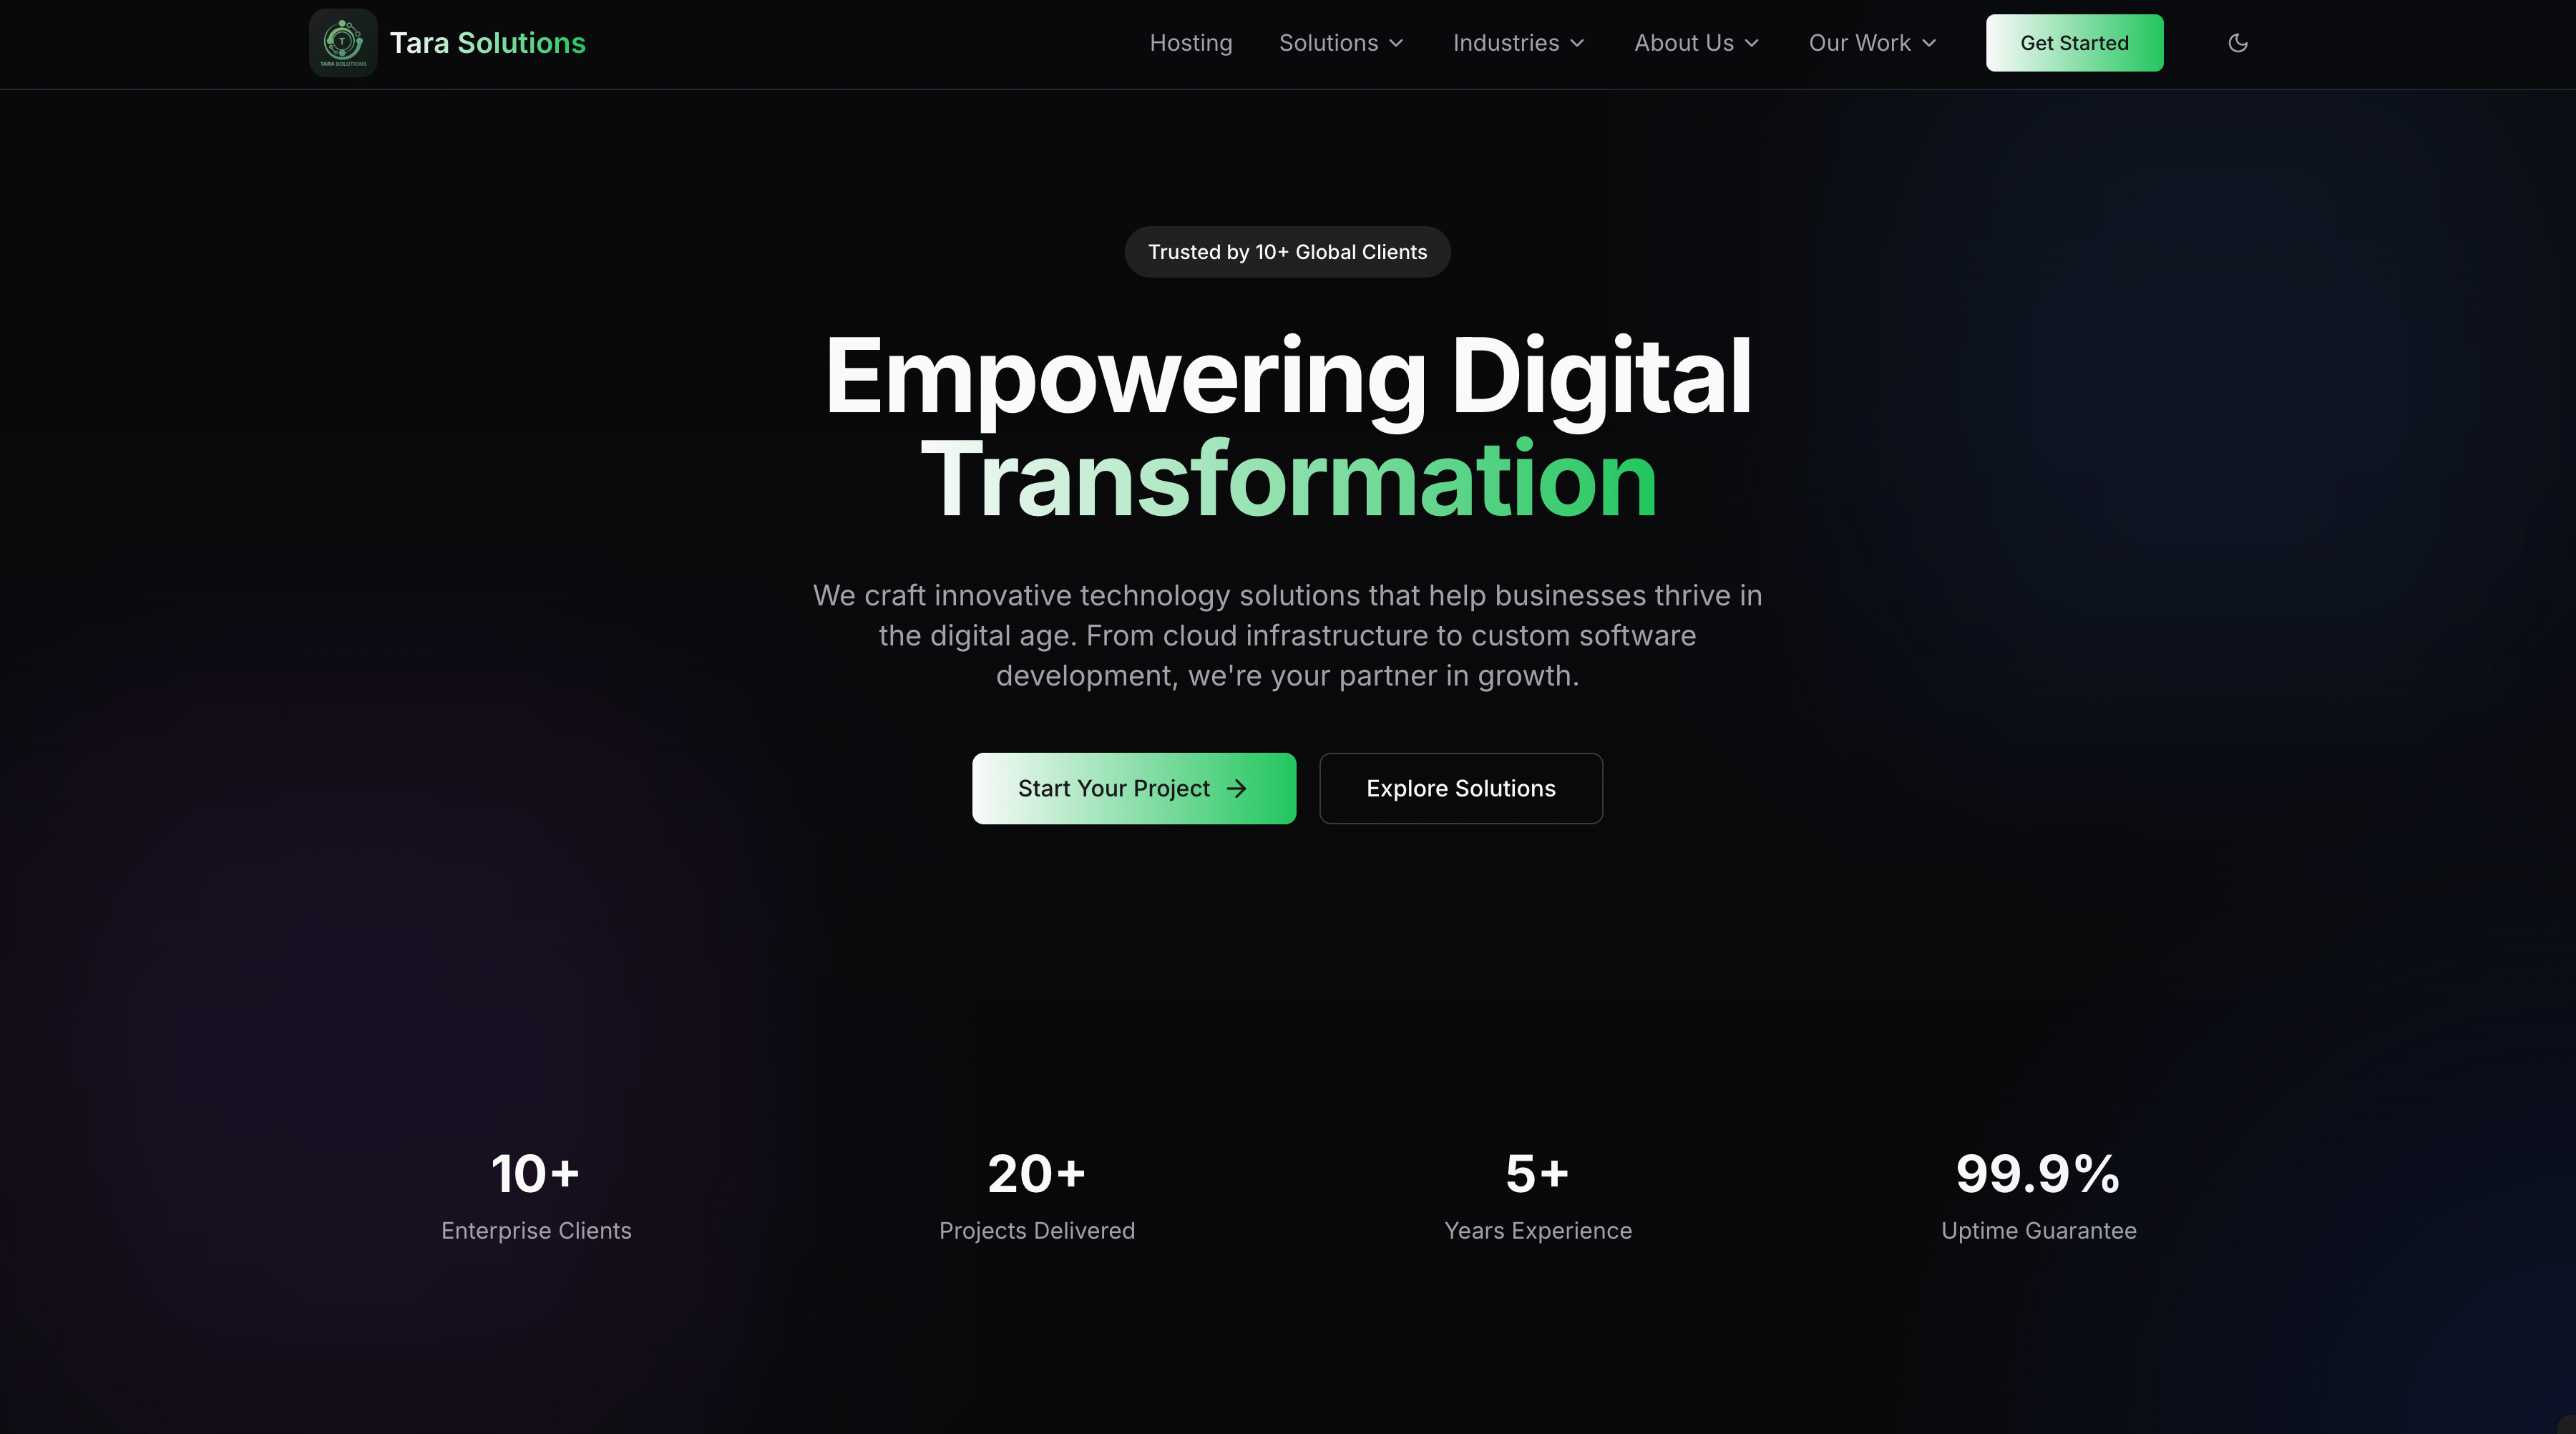 TARA SOLUTIONS
Tara Solutions
Hosting
Solutions
Industries
About Us
Our Work
Get Started
Trusted by 10+ Global Clients
Empowering Digital
Transformation
We craft innovative technology solutions that help businesses thrive in
the digital age. From cloud infrastructure to custom software
development, we're your partner in growth.
Start Your Project
Explore Solutions
10+
Enterprise Clients
20+
Projects Delivered
5+
Years Experience
99.9%
Uptime Guarantee